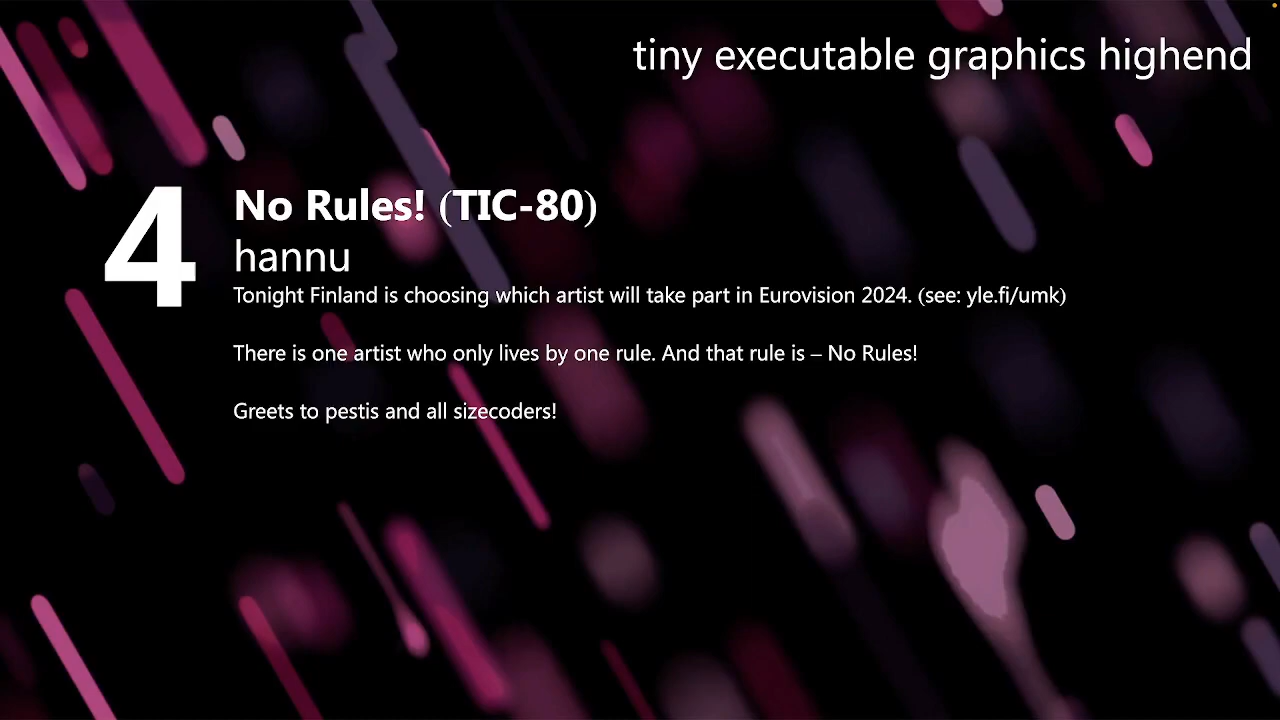 tiny executable graphics highend
4
No Rules! (TIC-80)
hannu
Tonight Finland is choosing which artist will take part in Eurovision 2024. (see: yle.fi/umk)
There is one artist who only lives by one rule. And that rule is – No Rules!
Greets to pestis and all sizecoders!